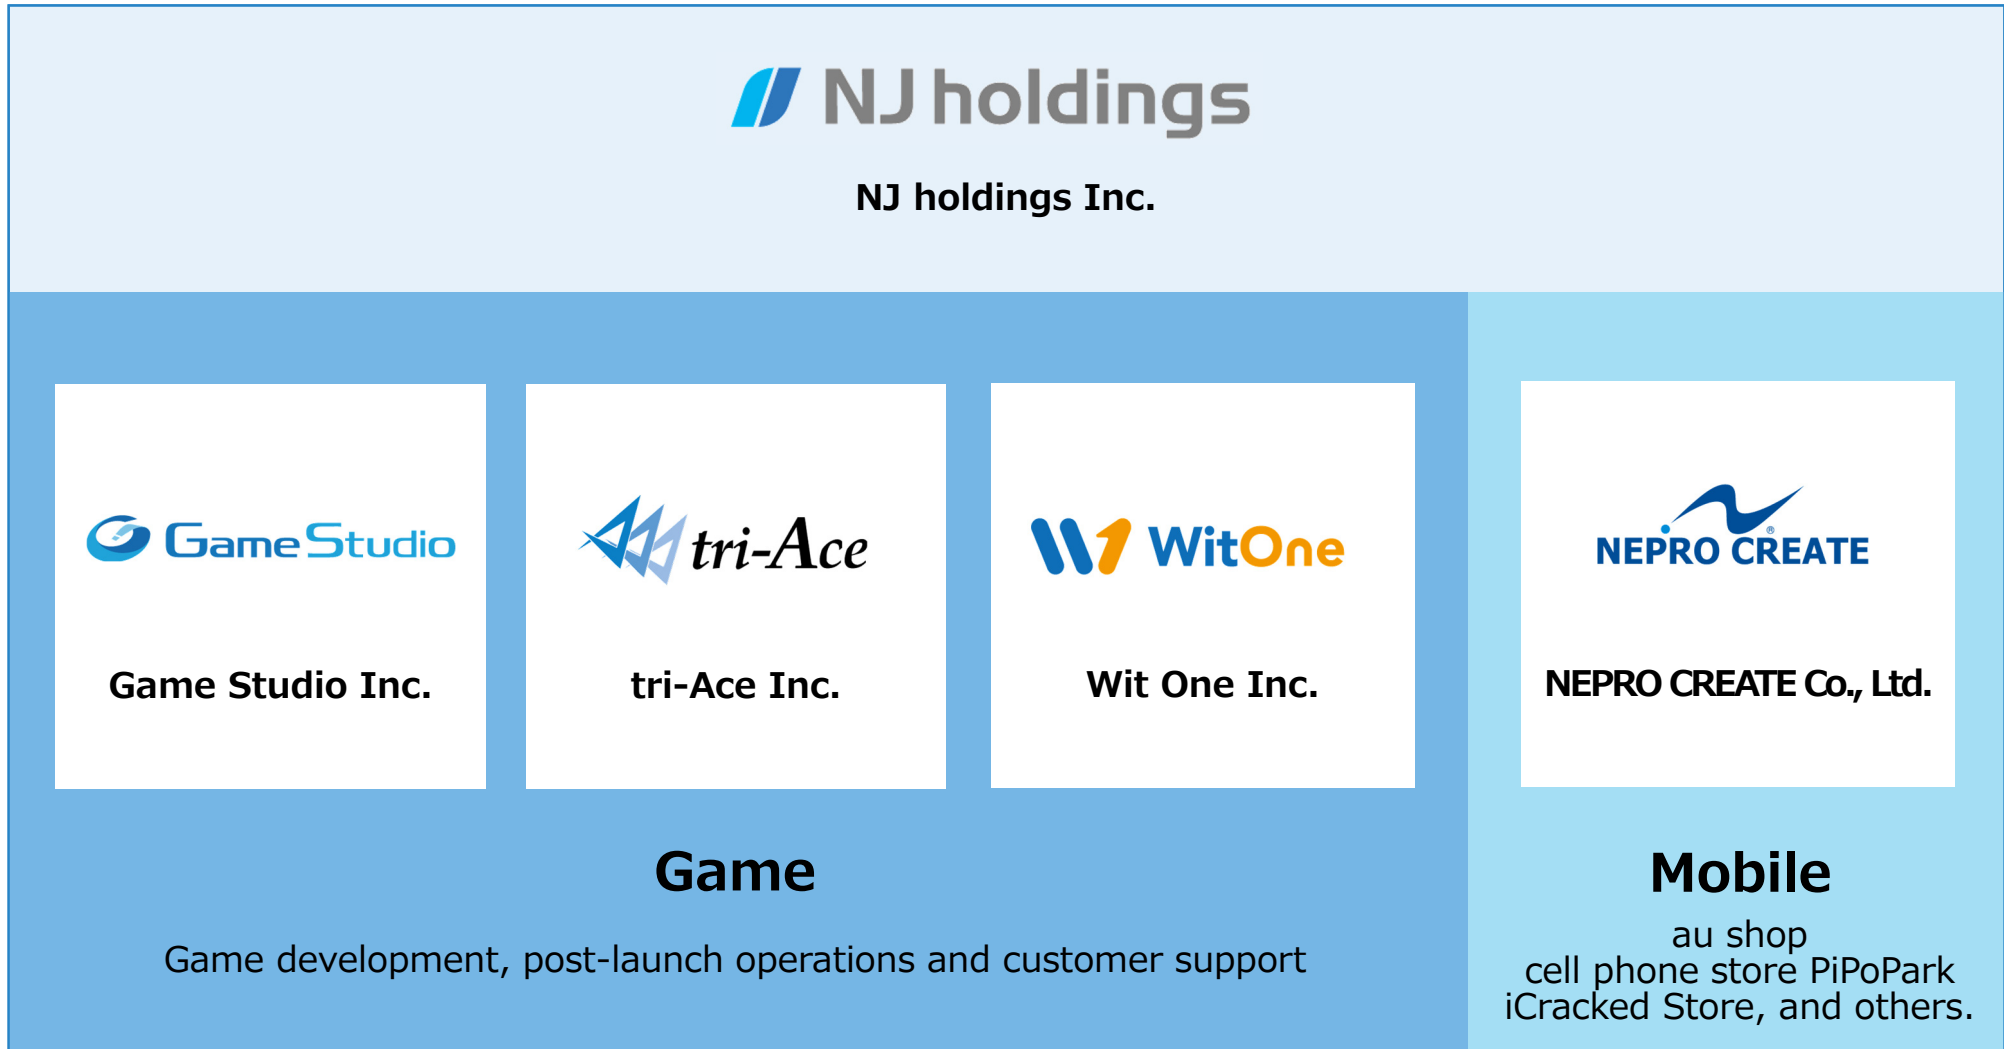 NJ holdings
NJ holdings Inc.
GameStudio
Game Studio Inc.
tri-Ace
tri-Ace Inc.
W1 WitOne
Wit One Inc.
NEPRO CREATE ®
NEPRO CREATE Co., Ltd.
Game
Game development, post-launch operations and customer support
Mobile
au shop
cell phone store PiPoPark
iCracked Store, and others.